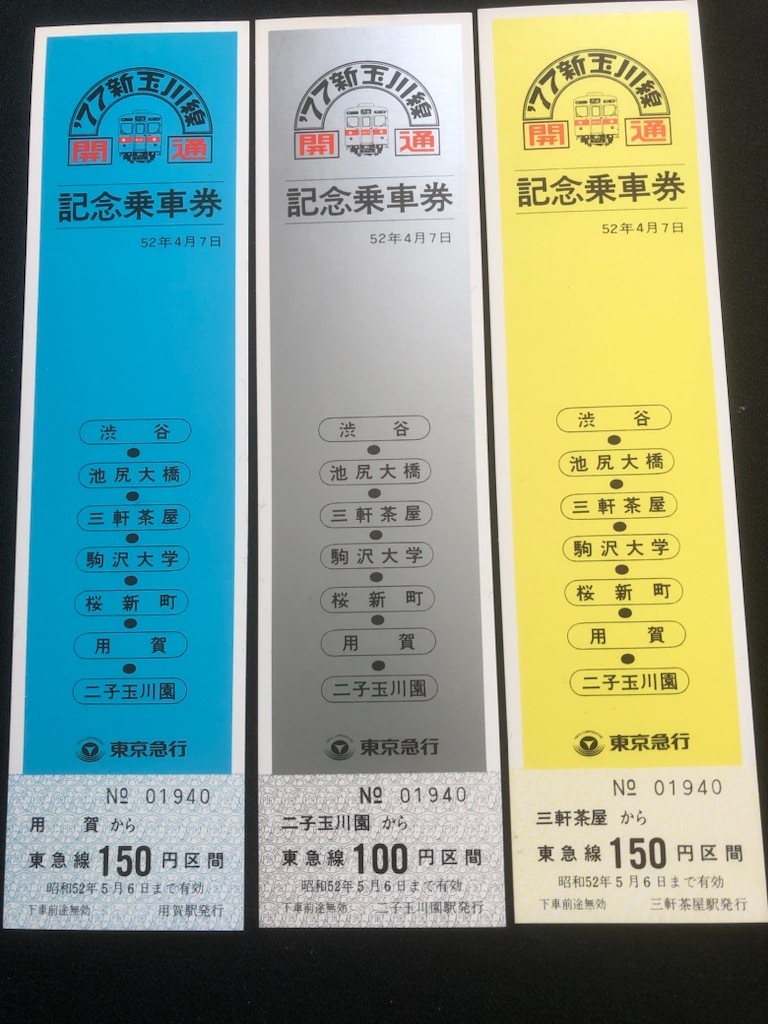 '77新玉川線
開通
記念乗車券
52年4月7日
渋谷
池尻大橋
三軒茶屋
駒沢大学
桜新町
用賀
二子玉川園
東京急行
№ 01940
用賀から
東急線150円区間
昭和52年5月6日まで有効
下車前途無効 用賀駅発行
'77新玉川線
開通
記念乗車券
52年4月7日
渋谷
池尻大橋
三軒茶屋
駒沢大学
桜新町
用賀
二子玉川園
東京急行
№ 01940
二子玉川園から
東急線100円区間
昭和52年5月6日まで有効
下車前途無効 二子玉川園駅発行
'77新玉川線
開通
記念乗車券
52年4月7日
渋谷
池尻大橋
三軒茶屋
駒沢大学
桜新町
用賀
二子玉川園
東京急行
№ 01940
三軒茶屋から
東急線150円区間
昭和52年5月6日まで有効
下車前途無効 三軒茶屋駅発行